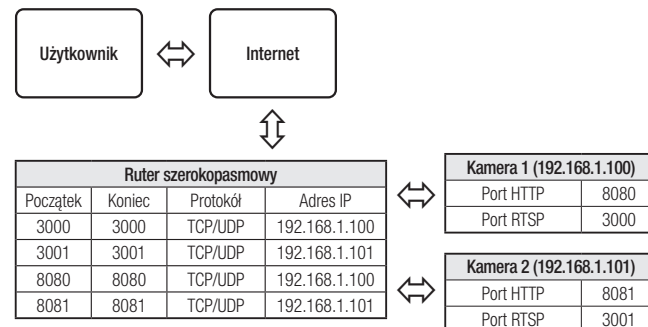 Użytkownik
Internet
Ruter szerokopasmowy
Początek Koniec Protokół Adres IP
3000 3000 TCP/UDP 192.168.1.100
3001 3001 TCP/UDP 192.168.1.101
8080 8080 TCP/UDP 192.168.1.100
8081 8081 TCP/UDP 192.168.1.101
Kamera 1 (192.168.1.100)
Port HTTP 8080
Port RTSP 3000
Kamera 2 (192.168.1.101)
Port HTTP 8081
Port RTSP 3001